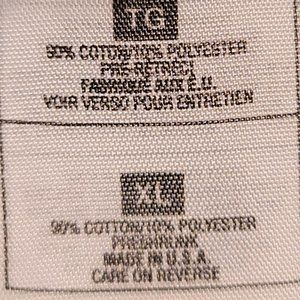 TG
90% COTON/10% POLYESTER
PRE-RÉTRÉCI
FABRIQUÉ AUX É.U.
VOIR VERSO POUR ENTRETIEN
XL
90% COTTON/10% POLYESTER
PRESHRUNK
MADE IN U.S.A.
CARE ON REVERSE